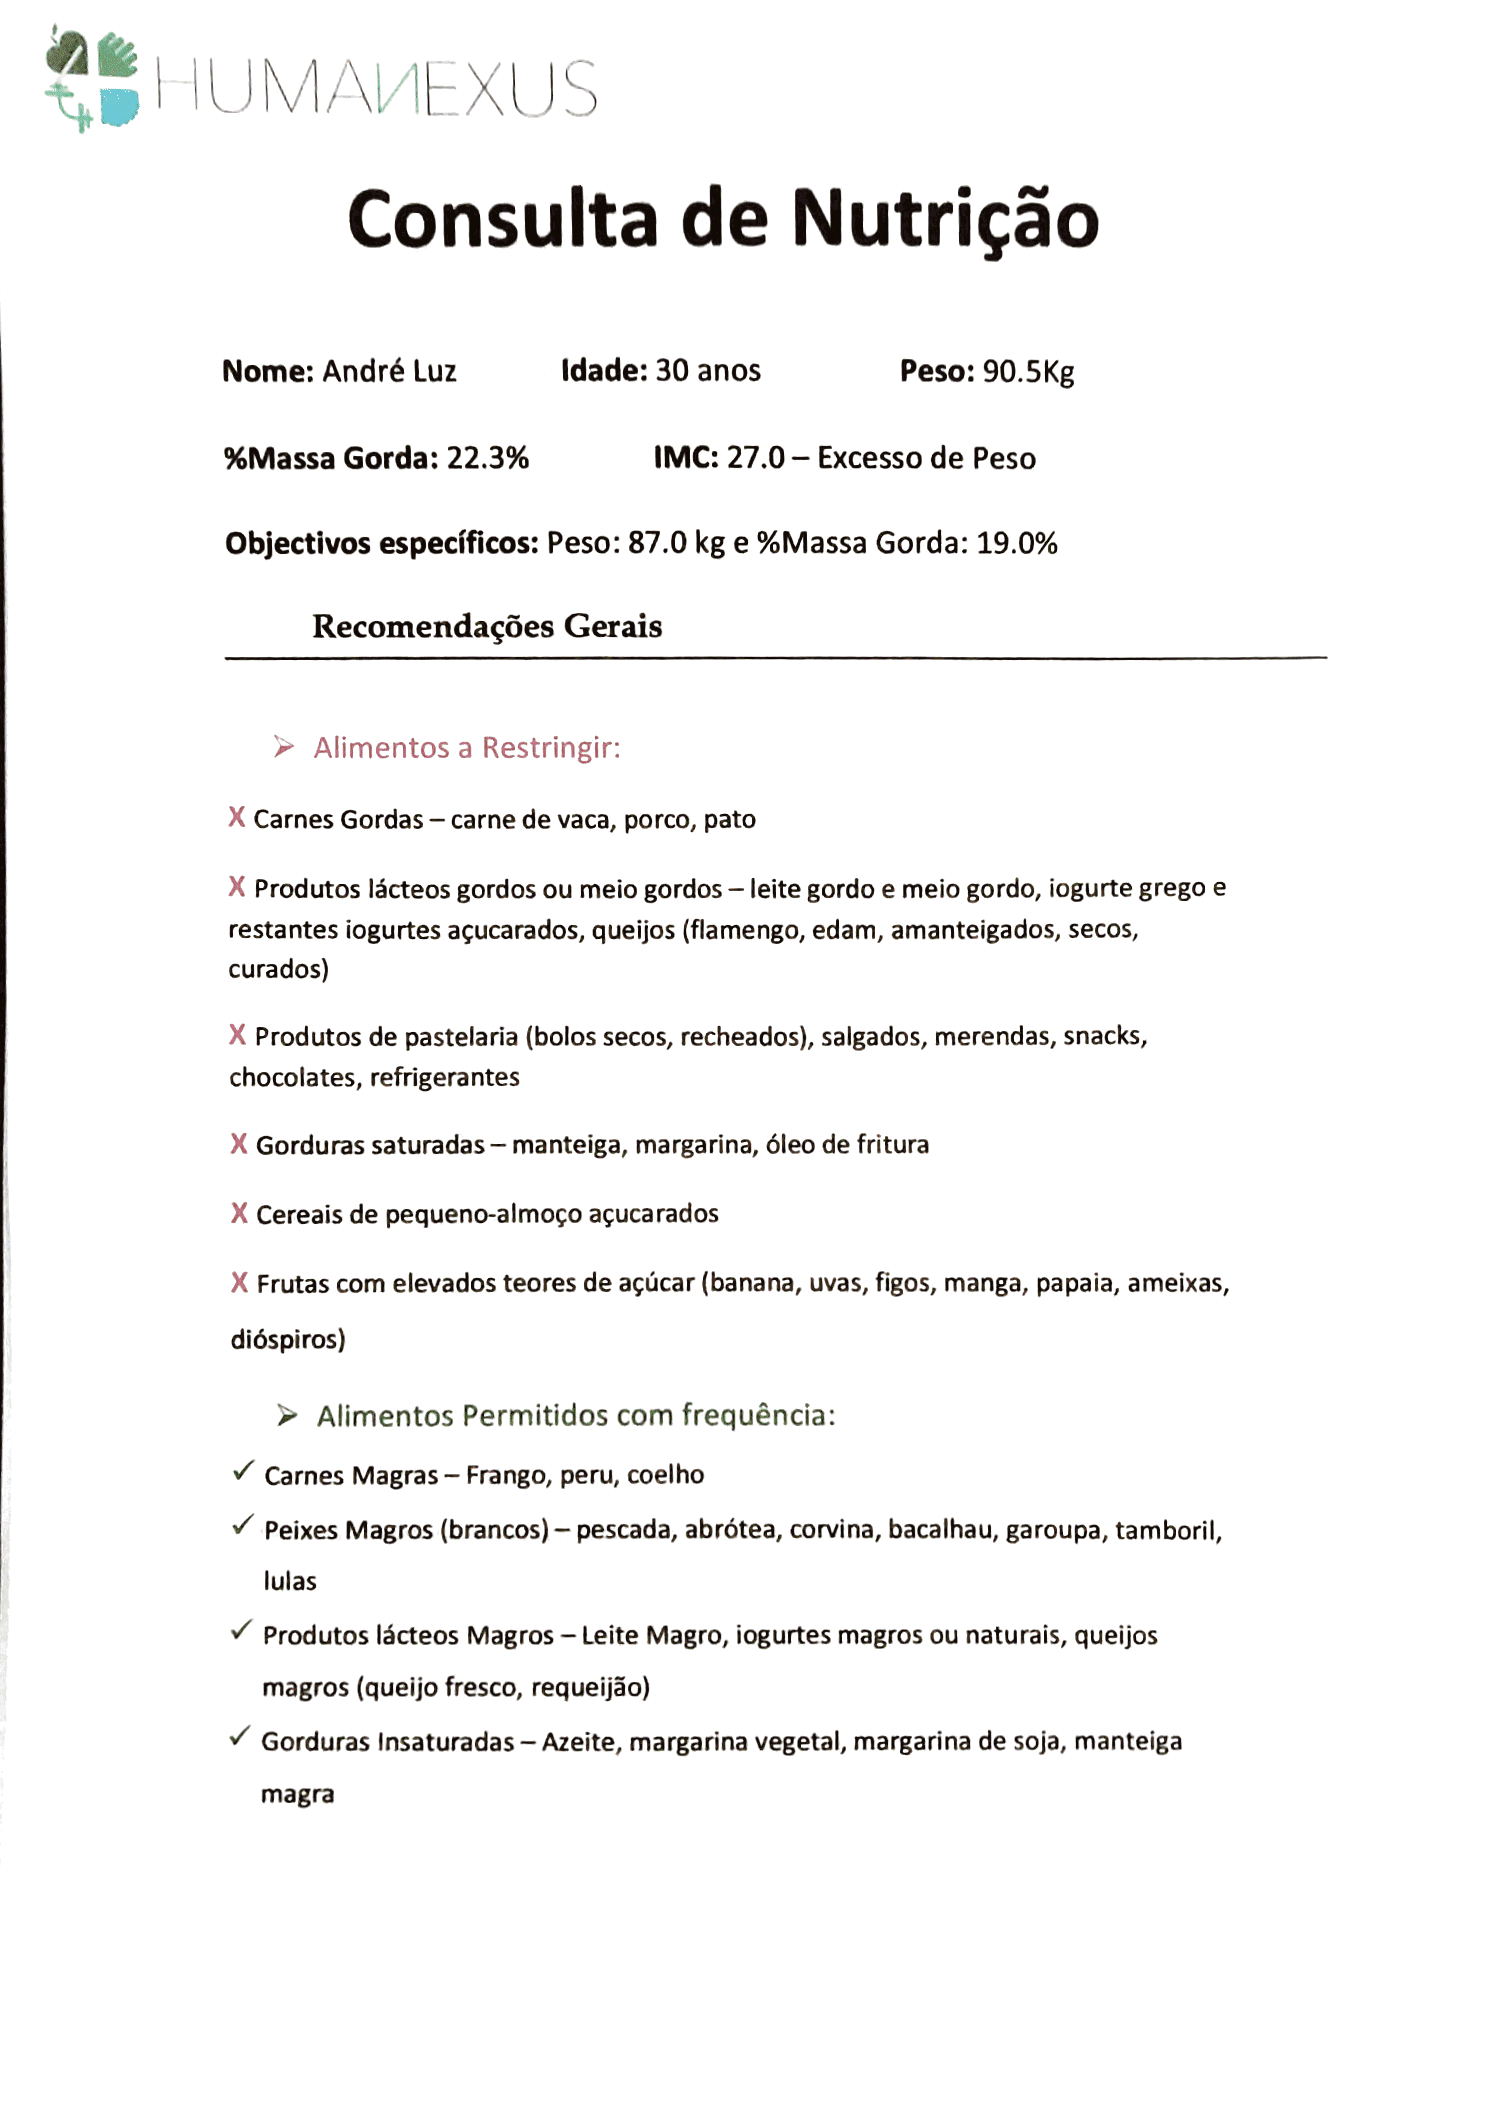 HUMANEXUS
Consulta de Nutrição
Nome: André Luz Idade: 30 anos Peso: 90.5Kg
%Massa Gorda: 22.3% IMC: 27.0 – Excesso de Peso
Objectivos específicos: Peso: 87.0 kg e %Massa Gorda: 19.0%
Recomendações Gerais
➢ Alimentos a Restringir:
X Carnes Gordas – carne de vaca, porco, pato
X Produtos lácteos gordos ou meio gordos – leite gordo e meio gordo, iogurte grego e
restantes iogurtes açucarados, queijos (flamengo, edam, amanteigados, secos,
curados)
X Produtos de pastelaria (bolos secos, recheados), salgados, merendas, snacks,
chocolates, refrigerantes
X Gorduras saturadas – manteiga, margarina, óleo de fritura
X Cereais de pequeno-almoço açucarados
X Frutas com elevados teores de açúcar (banana, uvas, figos, manga, papaia, ameixas,
dióspiros)
➢ Alimentos Permitidos com frequência:
✓ Carnes Magras – Frango, peru, coelho
✓ Peixes Magros (brancos) – pescada, abrótea, corvina, bacalhau, garoupa, tamboril,
lulas
✓ Produtos lácteos Magros – Leite Magro, iogurtes magros ou naturais, queijos
magros (queijo fresco, requeijão)
✓ Gorduras Insaturadas – Azeite, margarina vegetal, margarina de soja, manteiga
magra